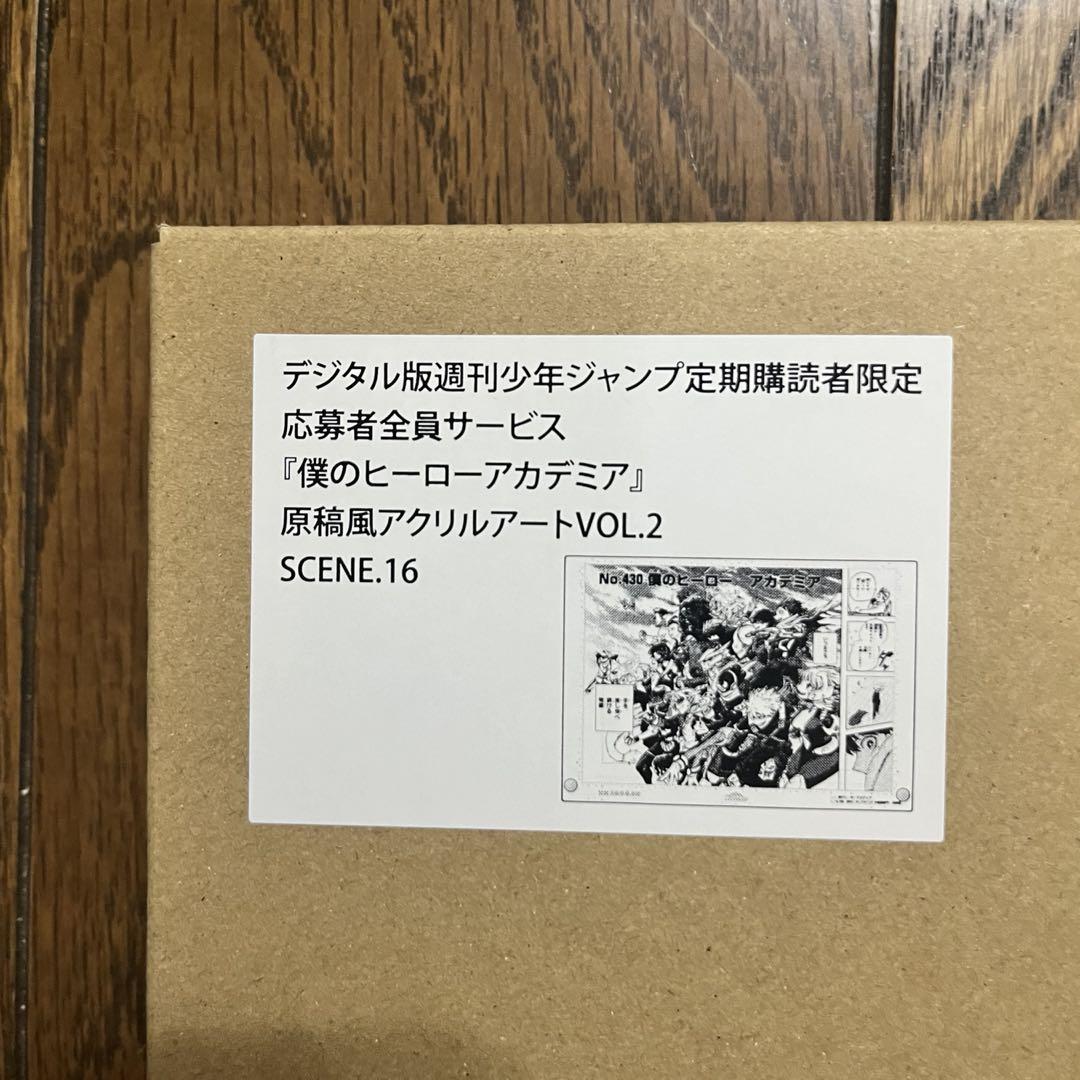 デジタル版週刊少年ジャンプ定期購読者限定
応募者全員サービス
『僕のヒーローアカデミア』
原稿風アクリルアートVOL.2
SCENE.16
No.430 僕のヒーロー アカデミア